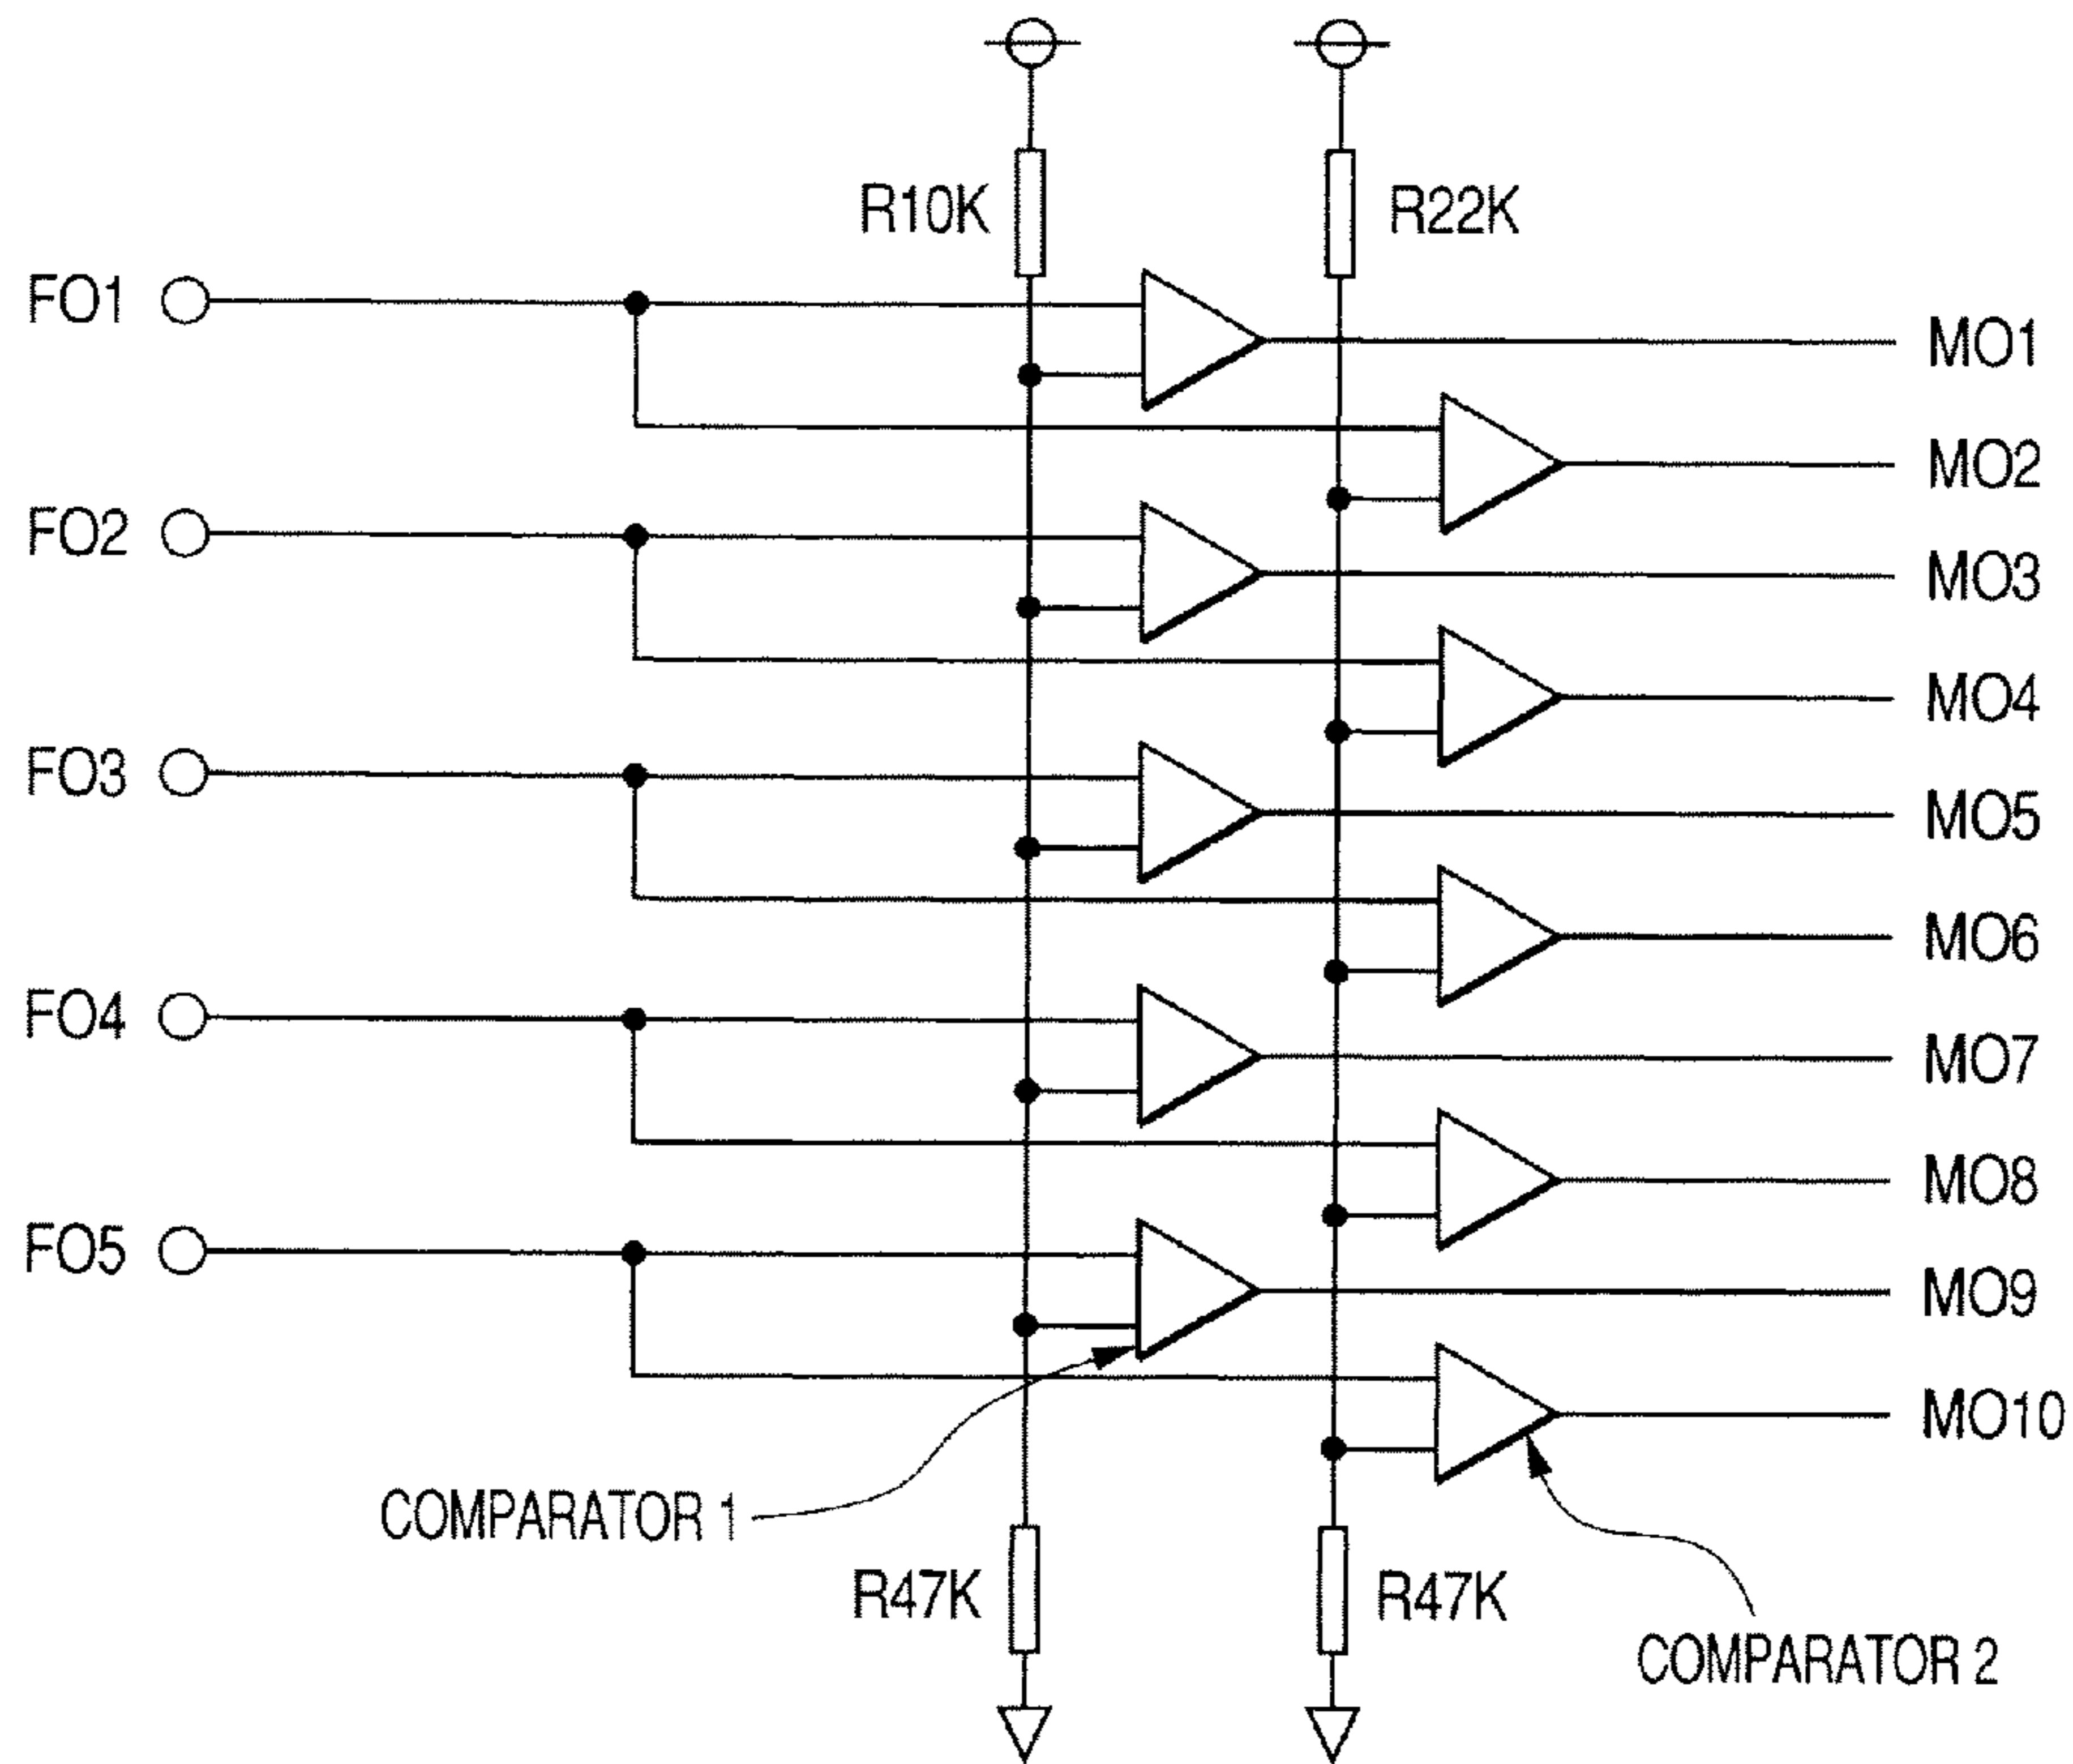 R10K
R22K
FO1
MO1
MO2
FO2
MO3
MO4
FO3
MO5
MO6
FO4
MO7
MO8
FO5
MO9
MO10
COMPARATOR 1
R47K
R47K
COMPARATOR 2